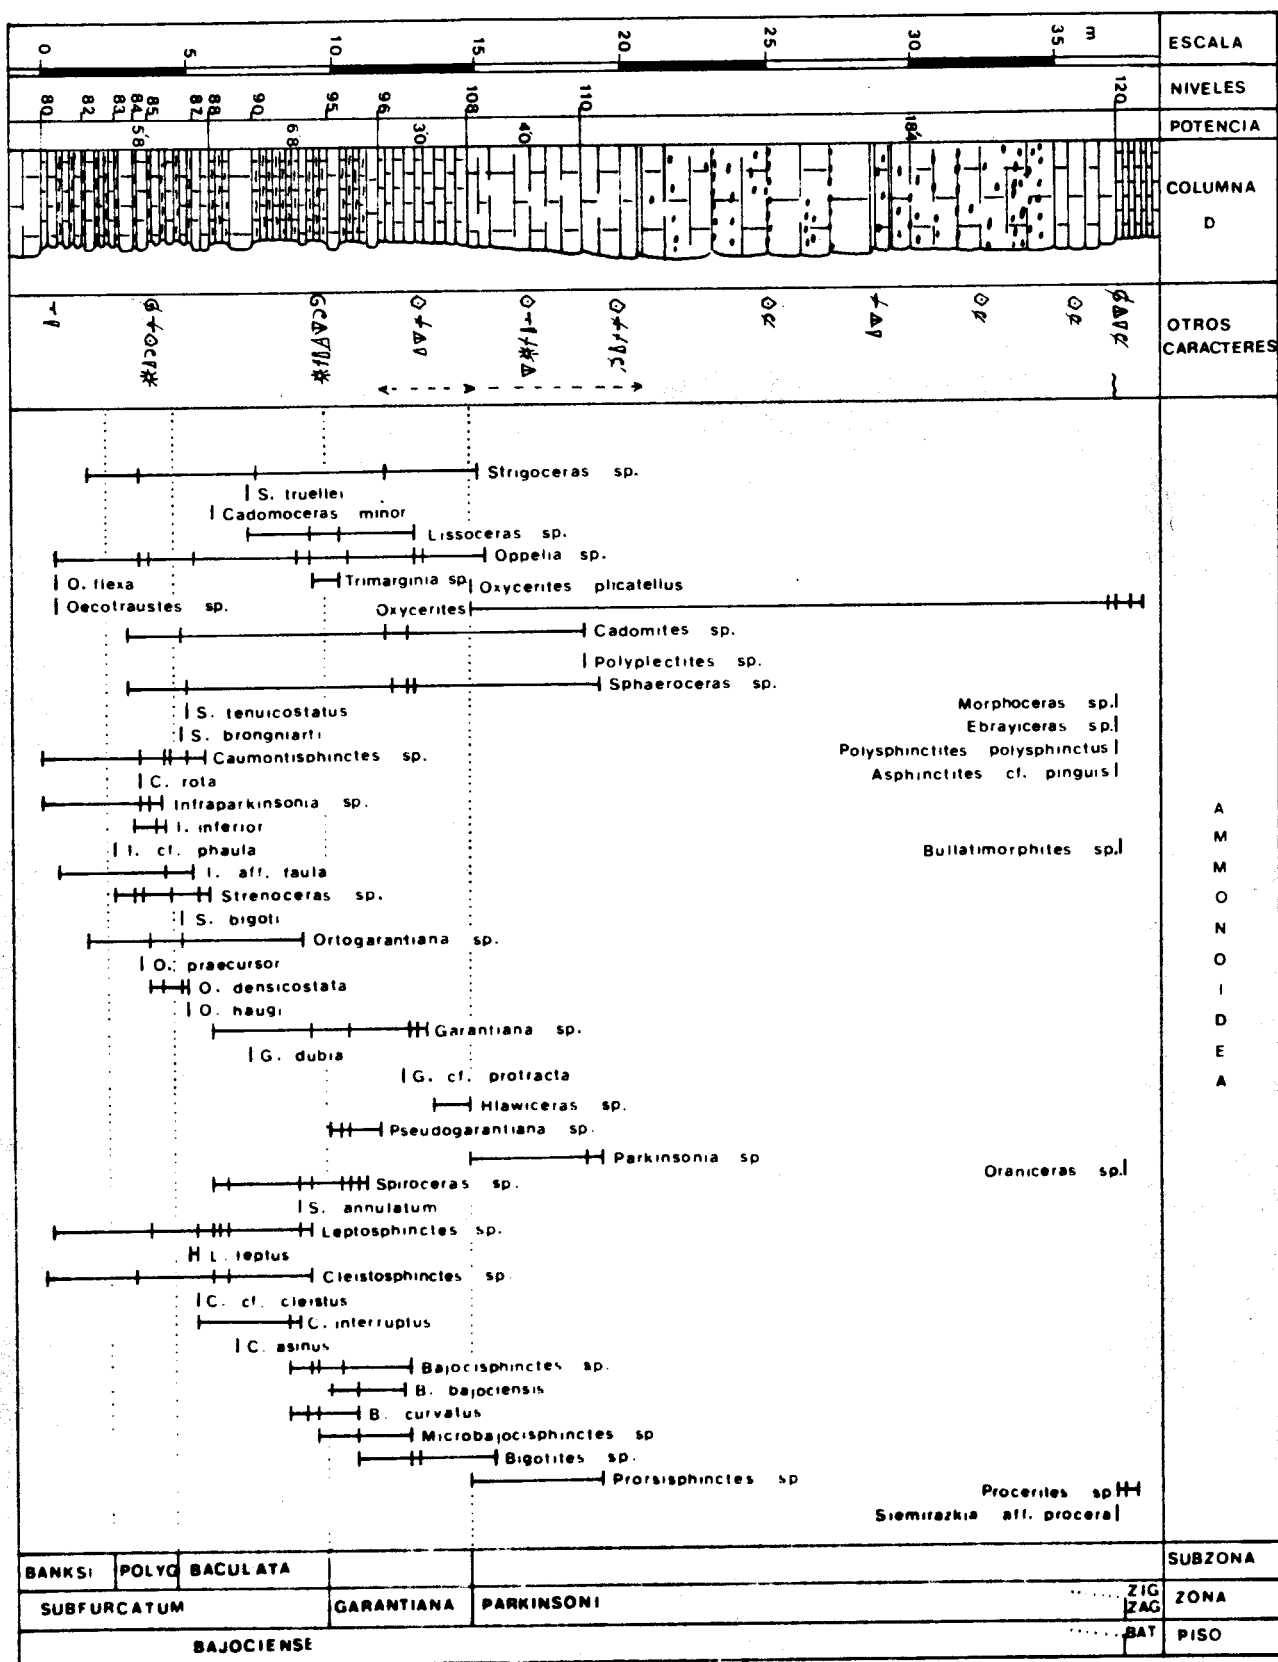 0 5 10 15 20 25 30 35 m ESCALA
80 82 83 84 85 87 88 90 95 96 108 110 120 NIVELES
5'8 6'8 3'0 4'0 18'4 POTENCIA
COLUMNA
D
OTROS
CARACTERES
Strigoceras sp.
S. truellei
Cadomoceras minor
Lissoceras sp.
Oppelia sp.
O. flexa
Trimarginia sp.
Oxycerites plicatellus
Oecotraustes sp.
Oxycerites
Cadomites sp.
Polyplectites sp.
Sphaeroceras sp.
S. tenuicostatus
Morphoceras sp.
S. brongniarti
Ebrayiceras sp.
Caumontisphinctes sp.
Polysphinctites polysphinctus
C. rota
Asphinctites cf. pinguis
Infraparkinsonia sp.
I. inferior
I. cf. phaula
Bullatimorphites sp.
I. aff. faula
Strenoceras sp.
S. bigoti
Ortogarantiana sp.
O. praecursor
O. densicostata
O. haugi
Garantiana sp.
G. dubia
G. cf. protracta
Hlawiceras sp.
Pseudogarantiana sp.
Parkinsonia sp
Oraniceras sp.
Spiroceras sp.
S. annulatum
Leptosphinctes sp.
L. leptus
Cleistosphinctes sp
C. cf. cleistus
C. interruptus
C. asinus
Bajocisphinctes sp.
B. bajociensis
B. curvatus
Microbajocisphinctes sp
Bigotites sp.
Prorsisphinctes sp
Procerites sp
Siemirazkia aff. procera
A
M
M
O
N
O
I
D
E
A
BANKSI POLYG BACULATA SUBZONA
SUBFURCATUM GARANTIANA PARKINSONI ZIG ZAG ZONA
BAJOCIENSE BAT PISO